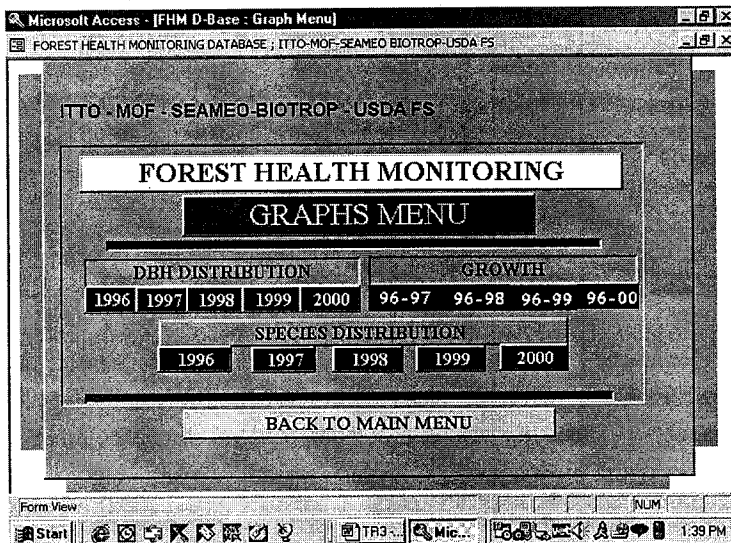 Microsoft Access - [FHM D-Base : Graph Menu]
FOREST HEALTH MONITORING DATABASE ; ITTO-MOF-SEAMEO BIOTROP-USDA FS
ITTO - MOF - SEAMEO-BIOTROP - USDA FS
FOREST HEALTH MONITORING
GRAPHS MENU
DBH DISTRIBUTION GROWTH
1996 1997 1998 1999 2000 96-97 96-98 96-99 96-00
SPECIES DISTRIBUTION
1996 1997 1998 1999 2000
BACK TO MAIN MENU
Form View NUM
Start TR3 -... Mic... 1:39 PM